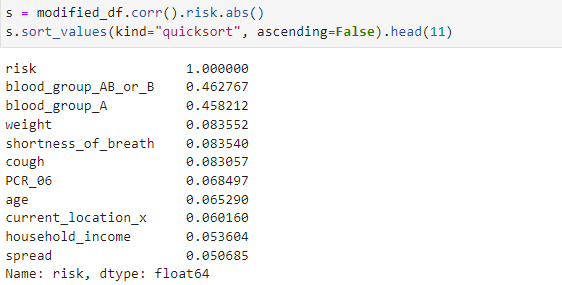 s = modified_df.corr().risk.abs()
s.sort_values(kind="quicksort", ascending=False).head(11)
risk 1.000000
blood_group_AB_or_B 0.462767
blood_group_A 0.458212
weight 0.083552
shortness_of_breath 0.083540
cough 0.083057
PCR_06 0.068497
age 0.065290
current_location_x 0.060160
household_income 0.053604
spread 0.050685
Name: risk, dtype: float64